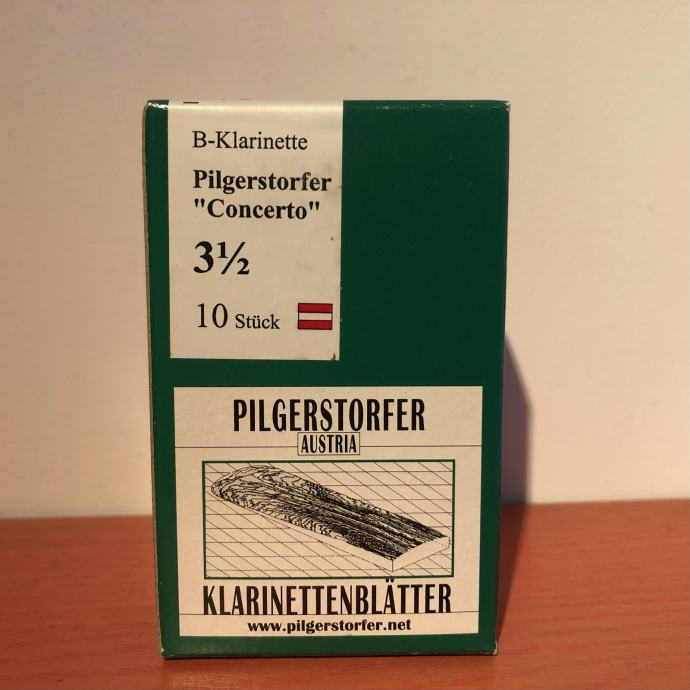 B-Klarinette
Pilgerstorfer
"Concerto"
3½
10 Stück
PILGERSTORFER
AUSTRIA
KLARINETTENBLÄTTER
www.pilgerstorfer.net